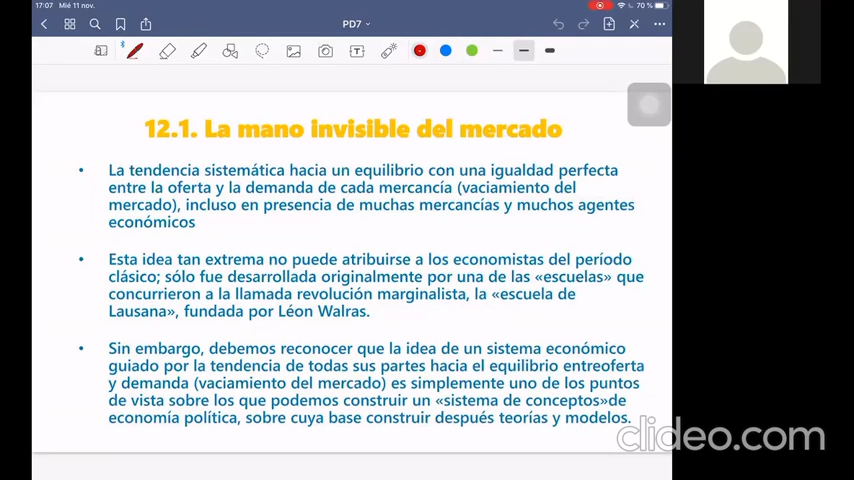 17:07 Mié 11 nov.
70 %
PD7
T
12.1. La mano invisible del mercado
• La tendencia sistemática hacia un equilibrio con una igualdad perfecta
entre la oferta y la demanda de cada mercancía (vaciamiento del
mercado), incluso en presencia de muchas mercancías y muchos agentes
económicos
• Esta idea tan extrema no puede atribuirse a los economistas del período
clásico; sólo fue desarrollada originalmente por una de las «escuelas» que
concurrieron a la llamada revolución marginalista, la «escuela de
Lausana», fundada por Léon Walras.
• Sin embargo, debemos reconocer que la idea de un sistema económico
guiado por la tendencia de todas sus partes hacia el equilibrio entreoferta
y demanda (vaciamiento del mercado) es simplemente uno de los puntos
de vista sobre los que podemos construir un «sistema de conceptos»de
economía política, sobre cuya base construir después teorías y modelos.
clideo.com